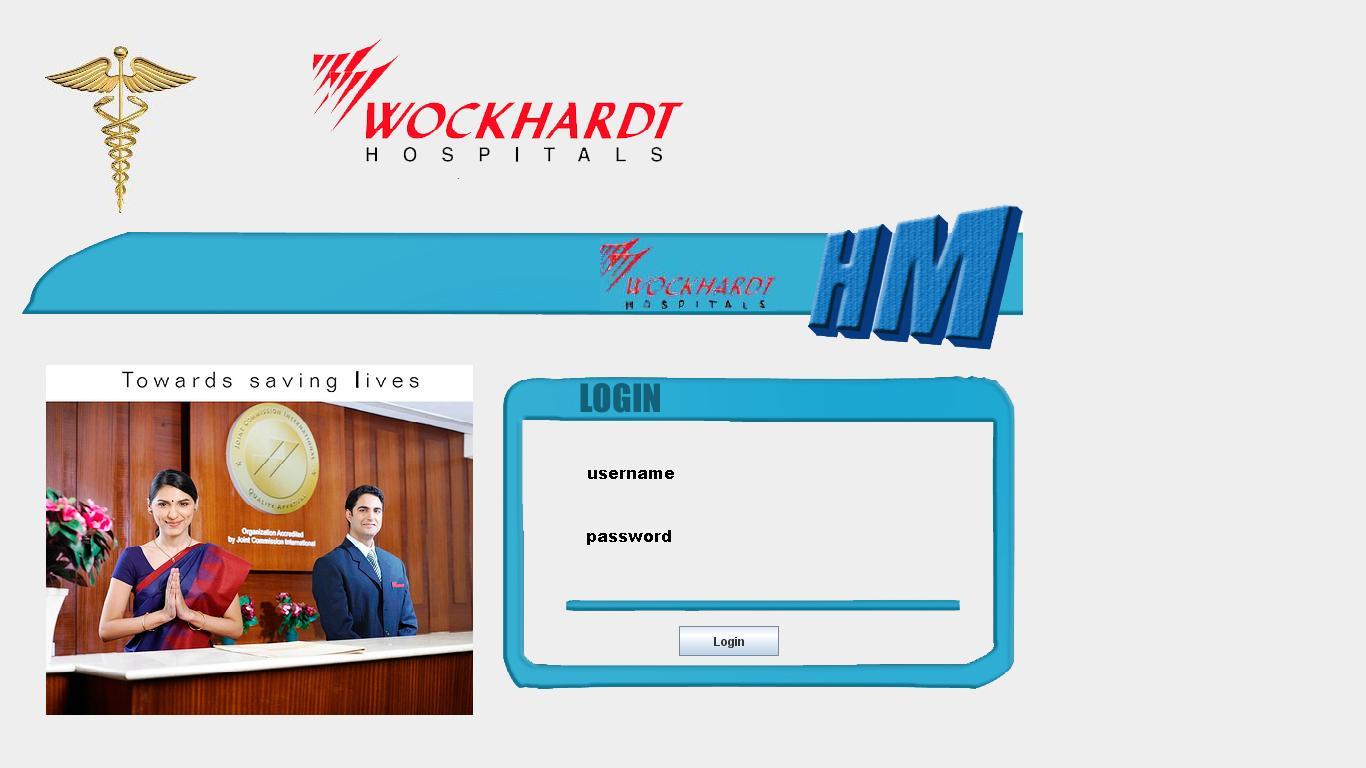 WOCKHARDT
HOSPITALS
WOCKHARDT
HOSPITALS
HM
Towards saving lives
JOINT COMMISSION INTERNATIONAL
QUALITY APPROVAL
Organization Accredited
by Joint Commission International
LOGIN
username
password
Login